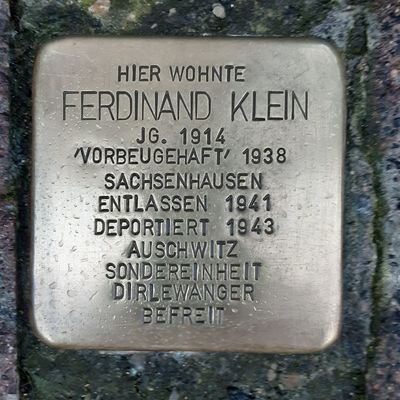 HIER WOHNTE
FERDINAND KLEIN
JG. 1914
'VORBEUGEHAFT' 1938
SACHSENHAUSEN
ENTLASSEN 1941
DEPORTIERT 1943
AUSCHWITZ
SONDEREINHEIT
DIRLEWANGER
BEFREIT